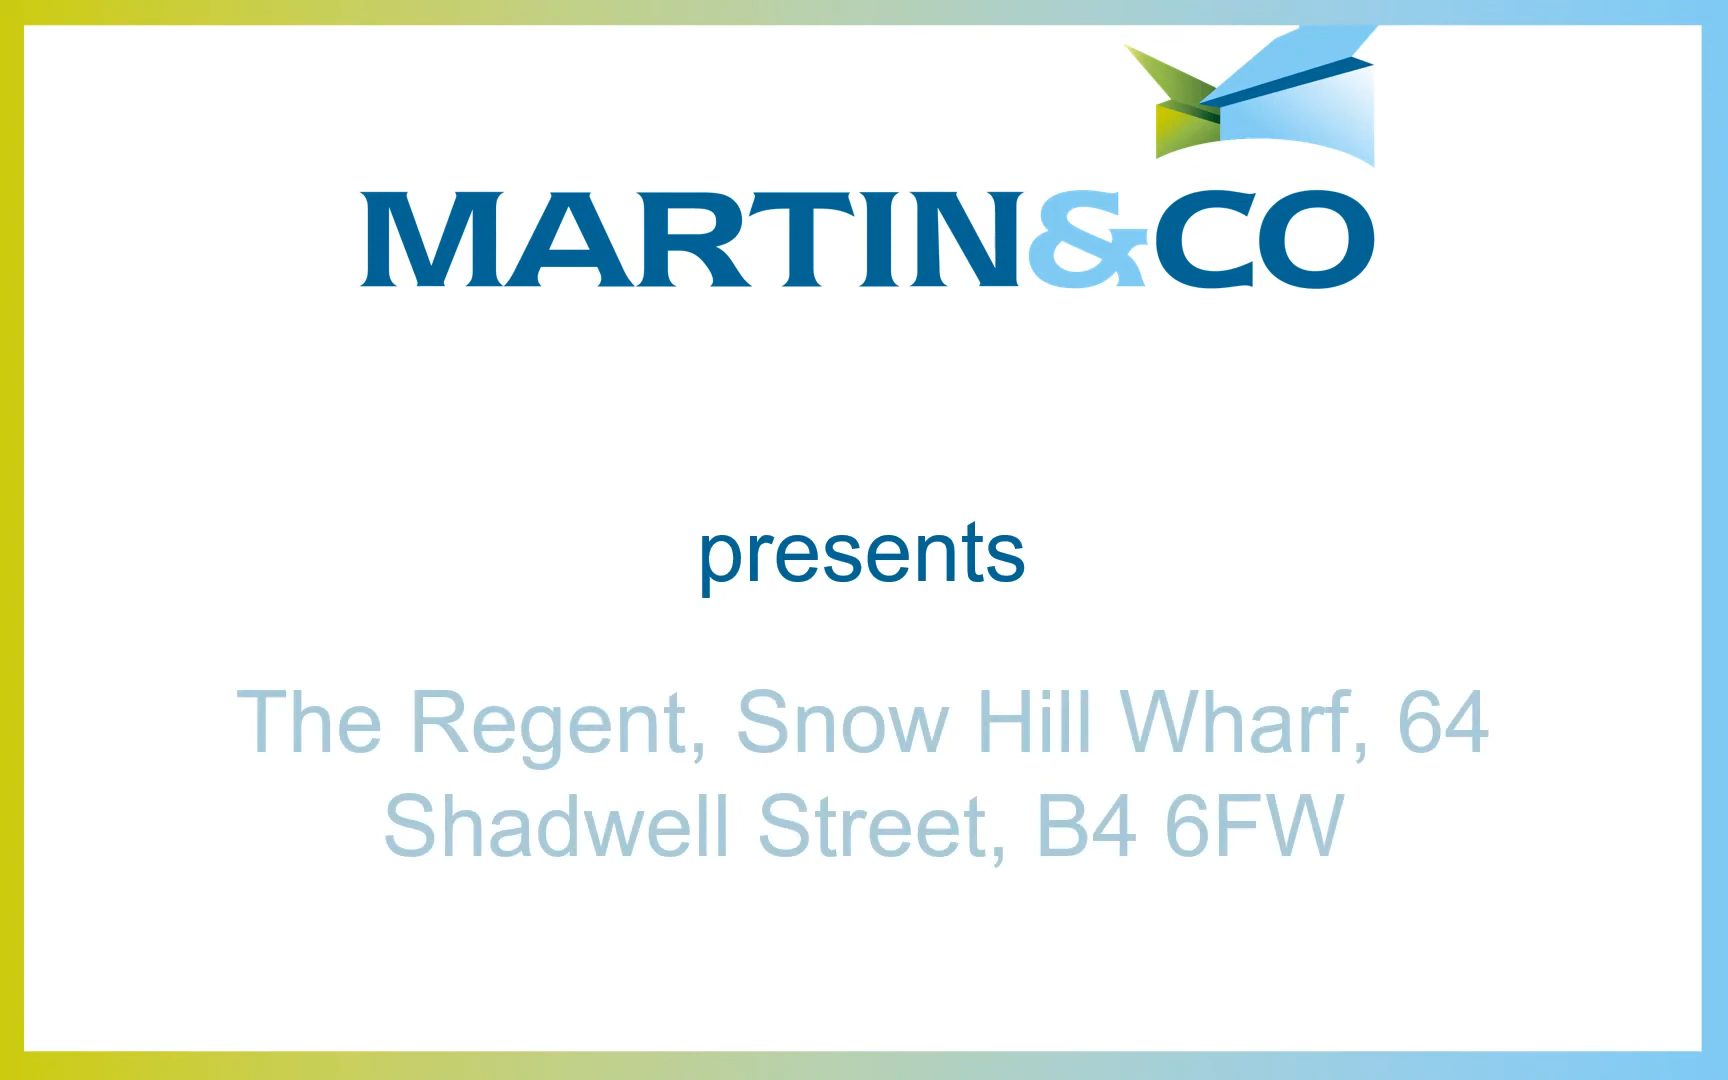 MARTIN&CO
presents
The Regent, Snow Hill Wharf, 64
Shadwell Street, B4 6FW